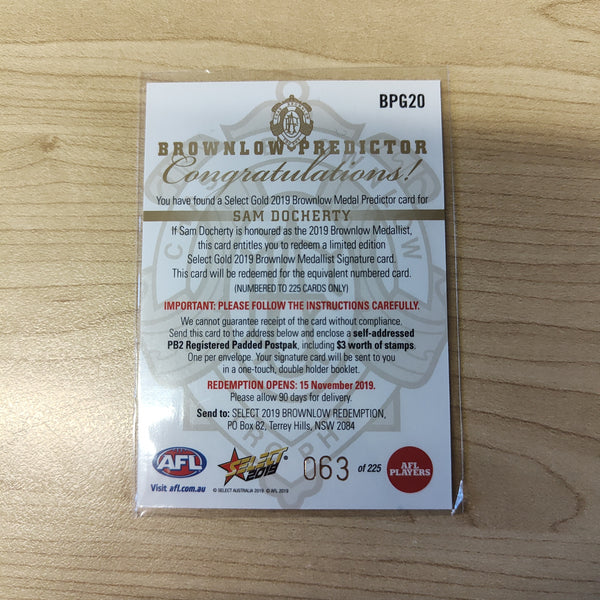 BPG20
BROWNLOW PREDICTOR
Congratulations!
You have found a Select Gold 2019 Brownlow Medal Predictor card for
SAM DOCHERTY
If Sam Docherty is honoured as the 2019 Brownlow Medallist,
this card entitles you to redeem a limited edition
Select Gold 2019 Brownlow Medallist Signature card.
This card will be redeemed for the equivalent numbered card.
(NUMBERED TO 225 CARDS ONLY)
IMPORTANT: PLEASE FOLLOW THE INSTRUCTIONS CAREFULLY.
We cannot guarantee receipt of the card without compliance.
Send this card to the address below and enclose a self-addressed
PB2 Registered Padded Postpak, including $3 worth of stamps.
One per envelope. Your signature card will be sent to you
in a one-touch, double holder booklet.
REDEMPTION OPENS: 15 November 2019.
Please allow 90 days for delivery.
Send to: SELECT 2019 BROWNLOW REDEMPTION,
PO Box 82, Terrey Hills, NSW 2084
AFL
Visit afl.com.au
SELECT
2019
© SELECT AUSTRALIA 2019 © AFL 2019
063 of 225
AFL
PLAYERS